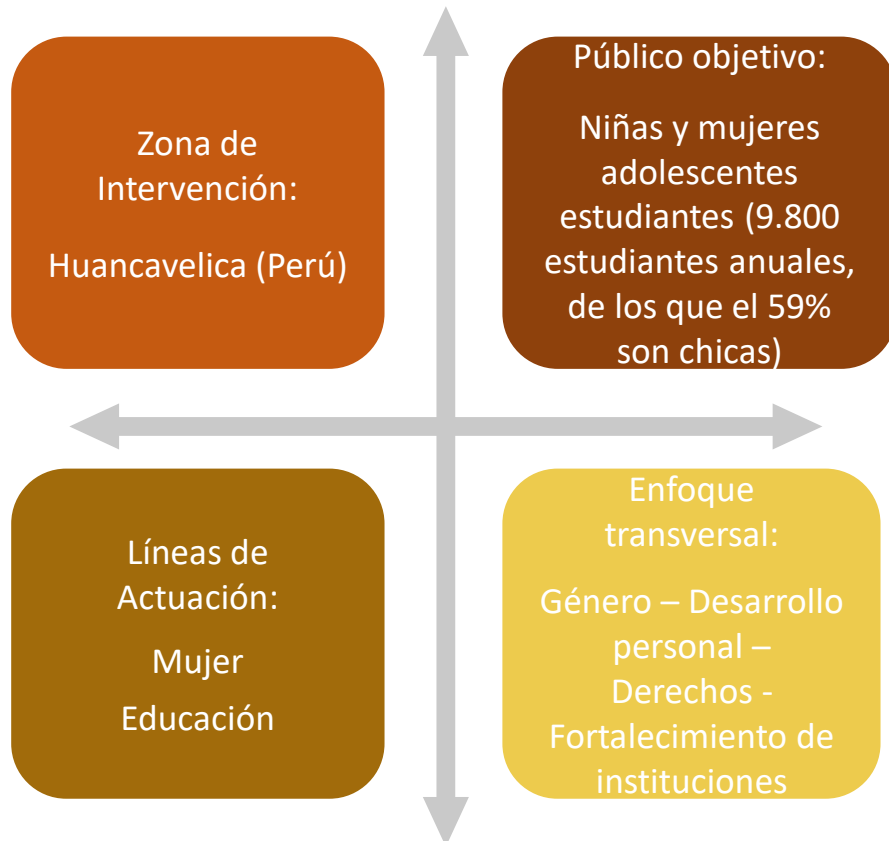 Zona de
Intervención:
Huancavelica (Perú)
Público objetivo:
Niñas y mujeres
adolescentes
estudiantes (9.800
estudiantes anuales,
de los que el 59%
son chicas)
Líneas de
Actuación:
Mujer
Educación
Enfoque
transversal:
Género – Desarrollo
personal –
Derechos -
Fortalecimiento de
instituciones